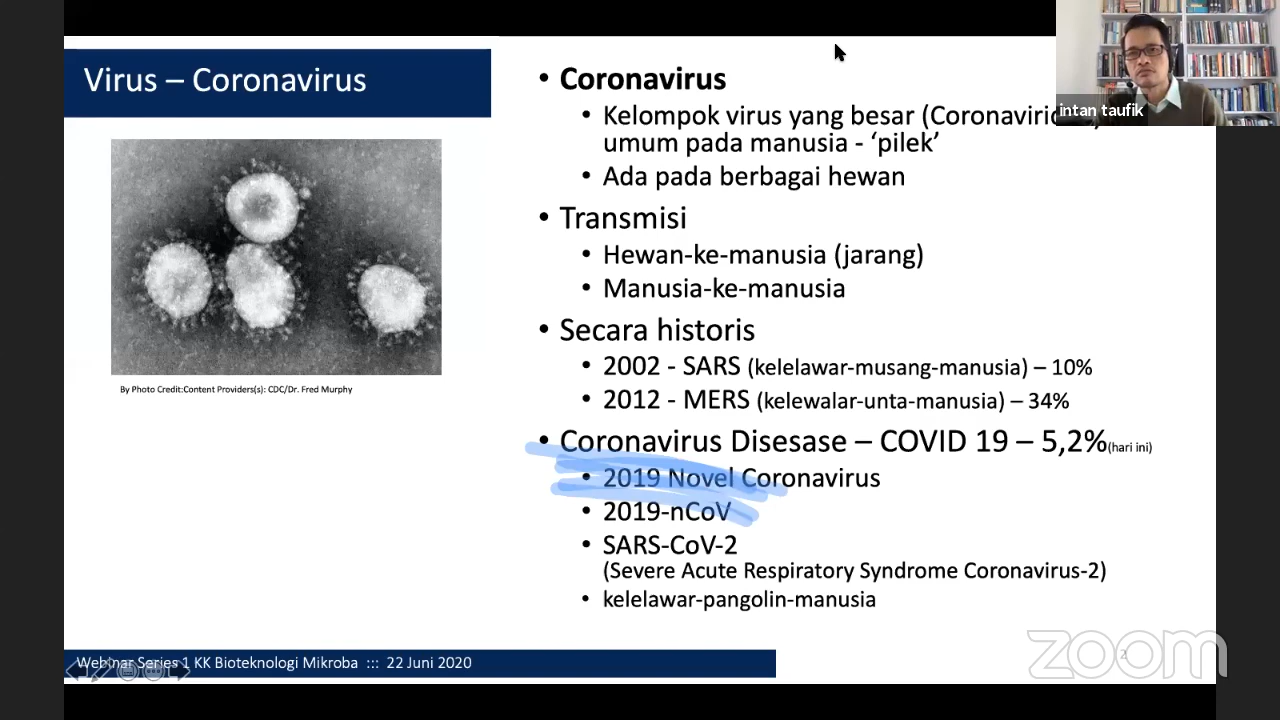 Virus – Coronavirus
By Photo Credit:Content Providers(s): CDC/Dr. Fred Murphy
• Coronavirus
• Kelompok virus yang besar
umum pada manusia - ‘pilek’
• Ada pada berbagai hewan
• Transmisi
• Hewan-ke-manusia (jarang)
• Manusia-ke-manusia
• Secara historis
• 2002 - SARS (kelelawar-musang-manusia) – 10%
• 2012 - MERS (kelewalar-unta-manusia) – 34%
• Coronavirus Disesase – COVID 19 – 5,2%(hari ini)
• 2019 Novel Coronavirus
• 2019-nCoV
• SARS-CoV-2
(Severe Acute Respiratory Syndrome Coronavirus-2)
• kelelawar-pangolin-manusia
intan taufik
Webinar Series 1 KK Bioteknologi Mikroba ::: 22 Juni 2020
2
zoom